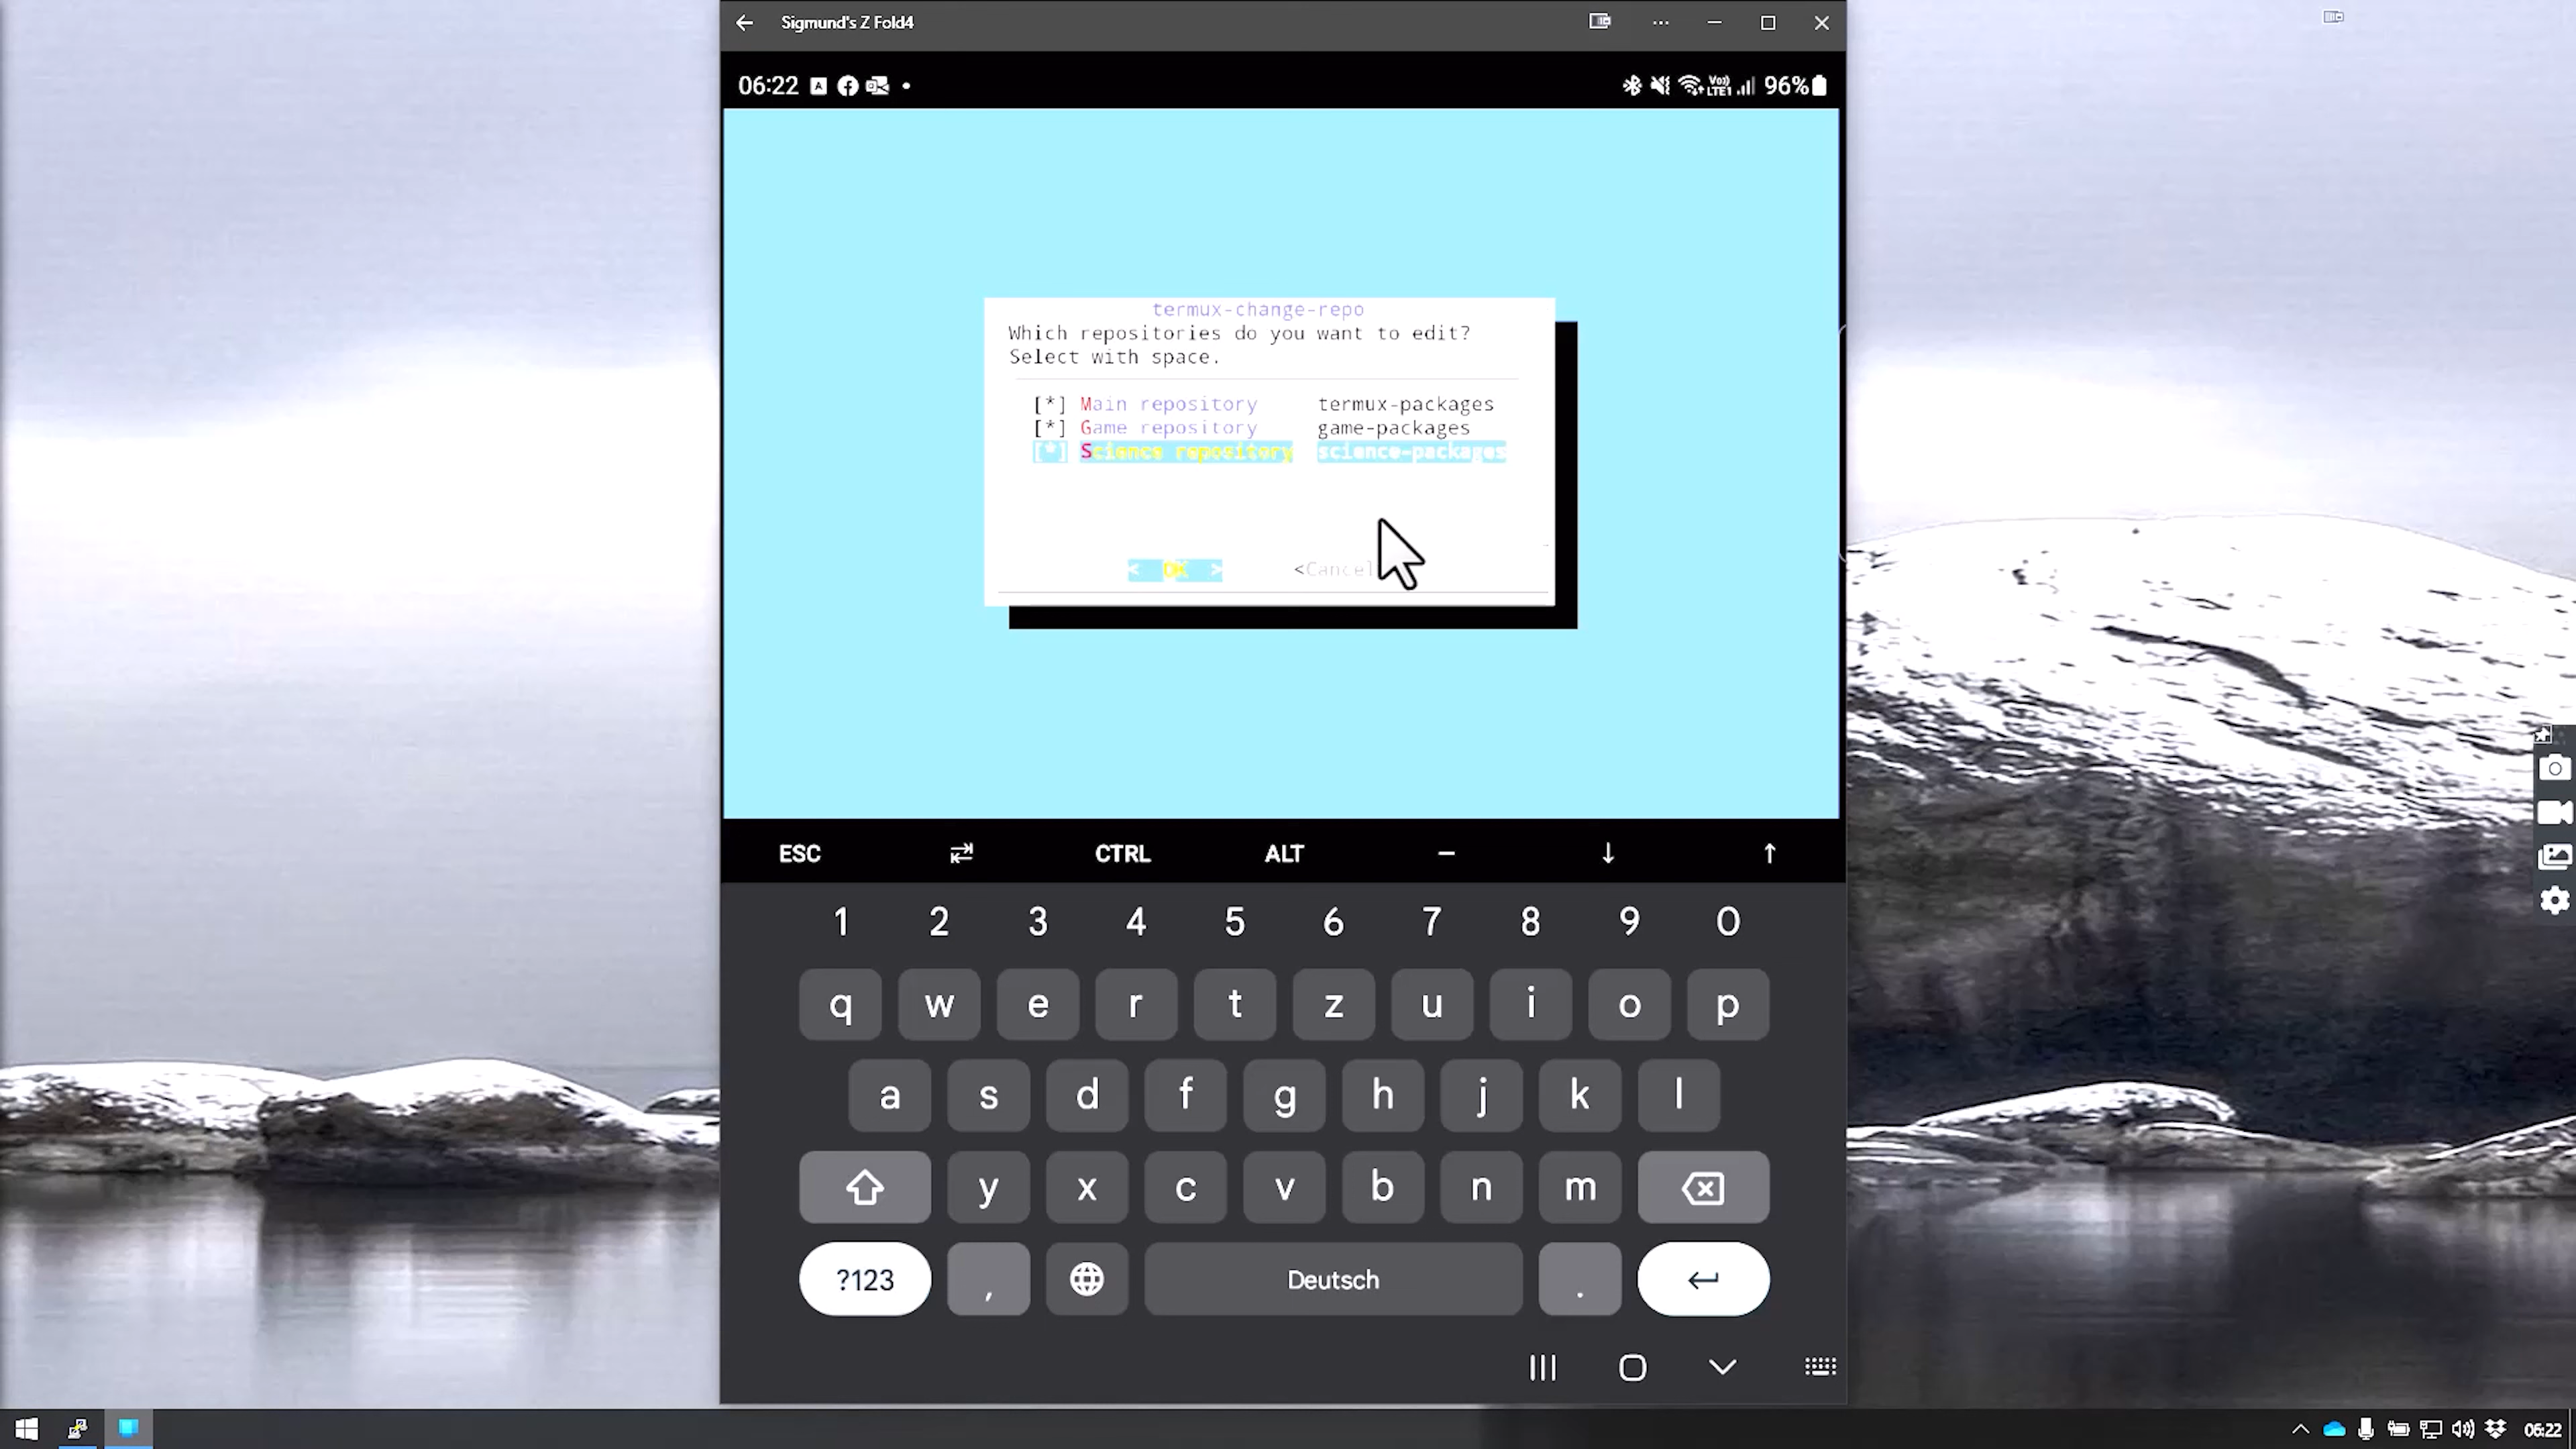 Sigmund's Z Fold4
06:22
96%
termux-change-repo
Which repositories do you want to edit?
Select with space.
[*] Main repository termux-packages
[*] Game repository game-packages
[*] Science repository science-packages
< OK > <Cancel
ESC CTRL ALT − ↓ ↑
1 2 3 4 5 6 7 8 9 0
q w e r t z u i o p
a s d f g h j k l
y x c v b n m
?123 , Deutsch .
06:22